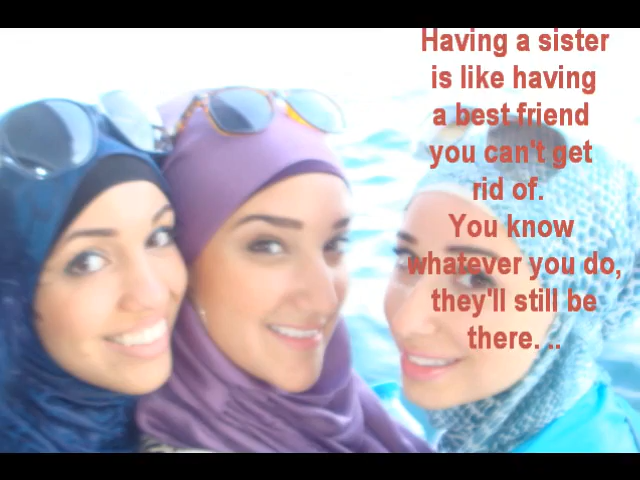 Having a sister
is like having
a best friend
you can't get
rid of.
You know
whatever you do,
they'll still be
there. ..